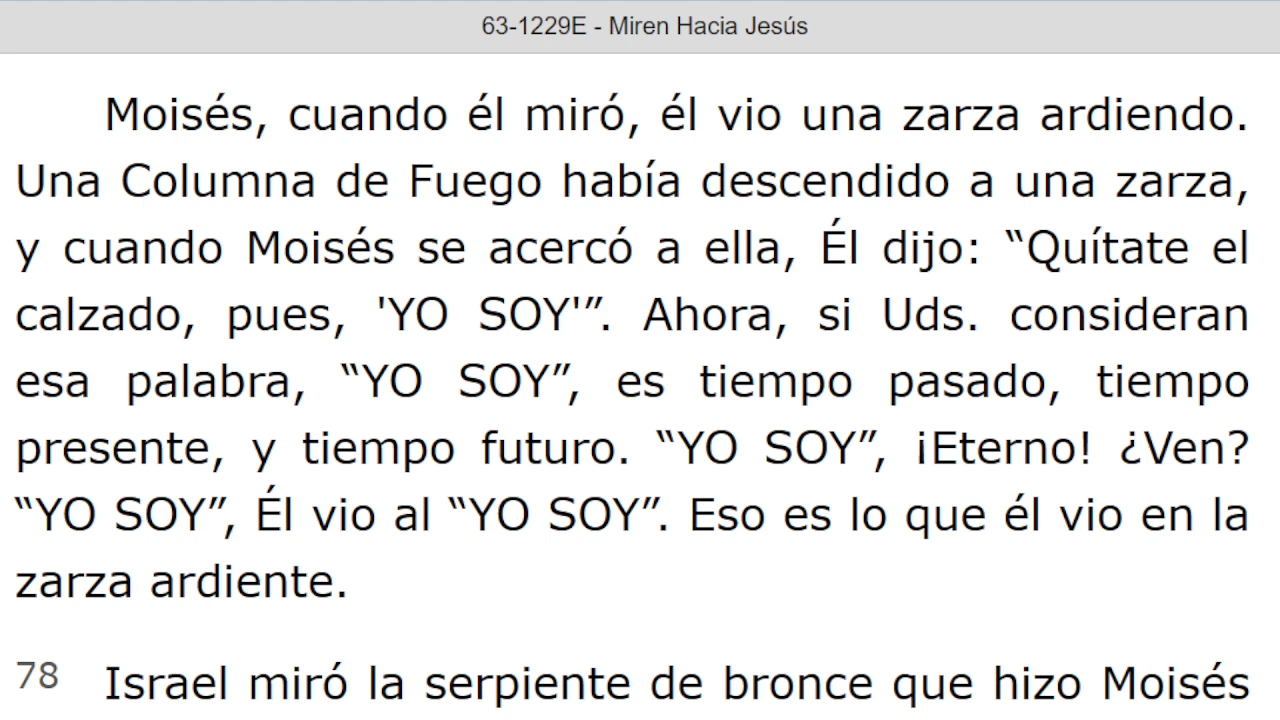 63-1229E - Miren Hacia Jesús
Moisés, cuando él miró, él vio una zarza ardiendo.
Una Columna de Fuego había descendido a una zarza,
y cuando Moisés se acercó a ella, Él dijo: “Quítate el
calzado, pues, 'YO SOY'”. Ahora, si Uds. consideran
esa palabra, “YO SOY”, es tiempo pasado, tiempo
presente, y tiempo futuro. “YO SOY”, ¡Eterno! ¿Ven?
“YO SOY”, Él vio al “YO SOY”. Eso es lo que él vio en la
zarza ardiente.
78 Israel miró la serpiente de bronce que hizo Moisés